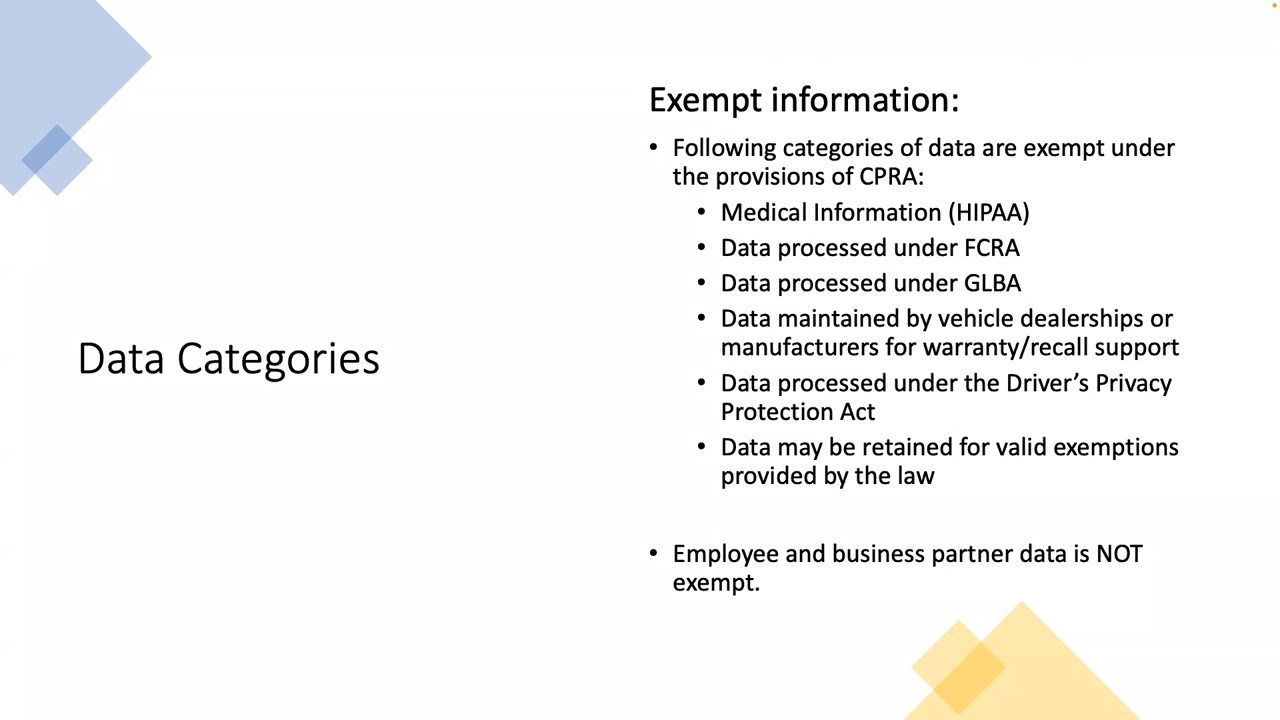 Data Categories
Exempt information:
• Following categories of data are exempt under
the provisions of CPRA:
• Medical Information (HIPAA)
• Data processed under FCRA
• Data processed under GLBA
• Data maintained by vehicle dealerships or
manufacturers for warranty/recall support
• Data processed under the Driver’s Privacy
Protection Act
• Data may be retained for valid exemptions
provided by the law
• Employee and business partner data is NOT
exempt.